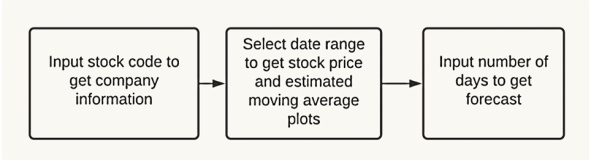 Input stock code to
get company
information
Select date range
to get stock price
and estimated
moving average
plots
Input number of
days to get
forecast